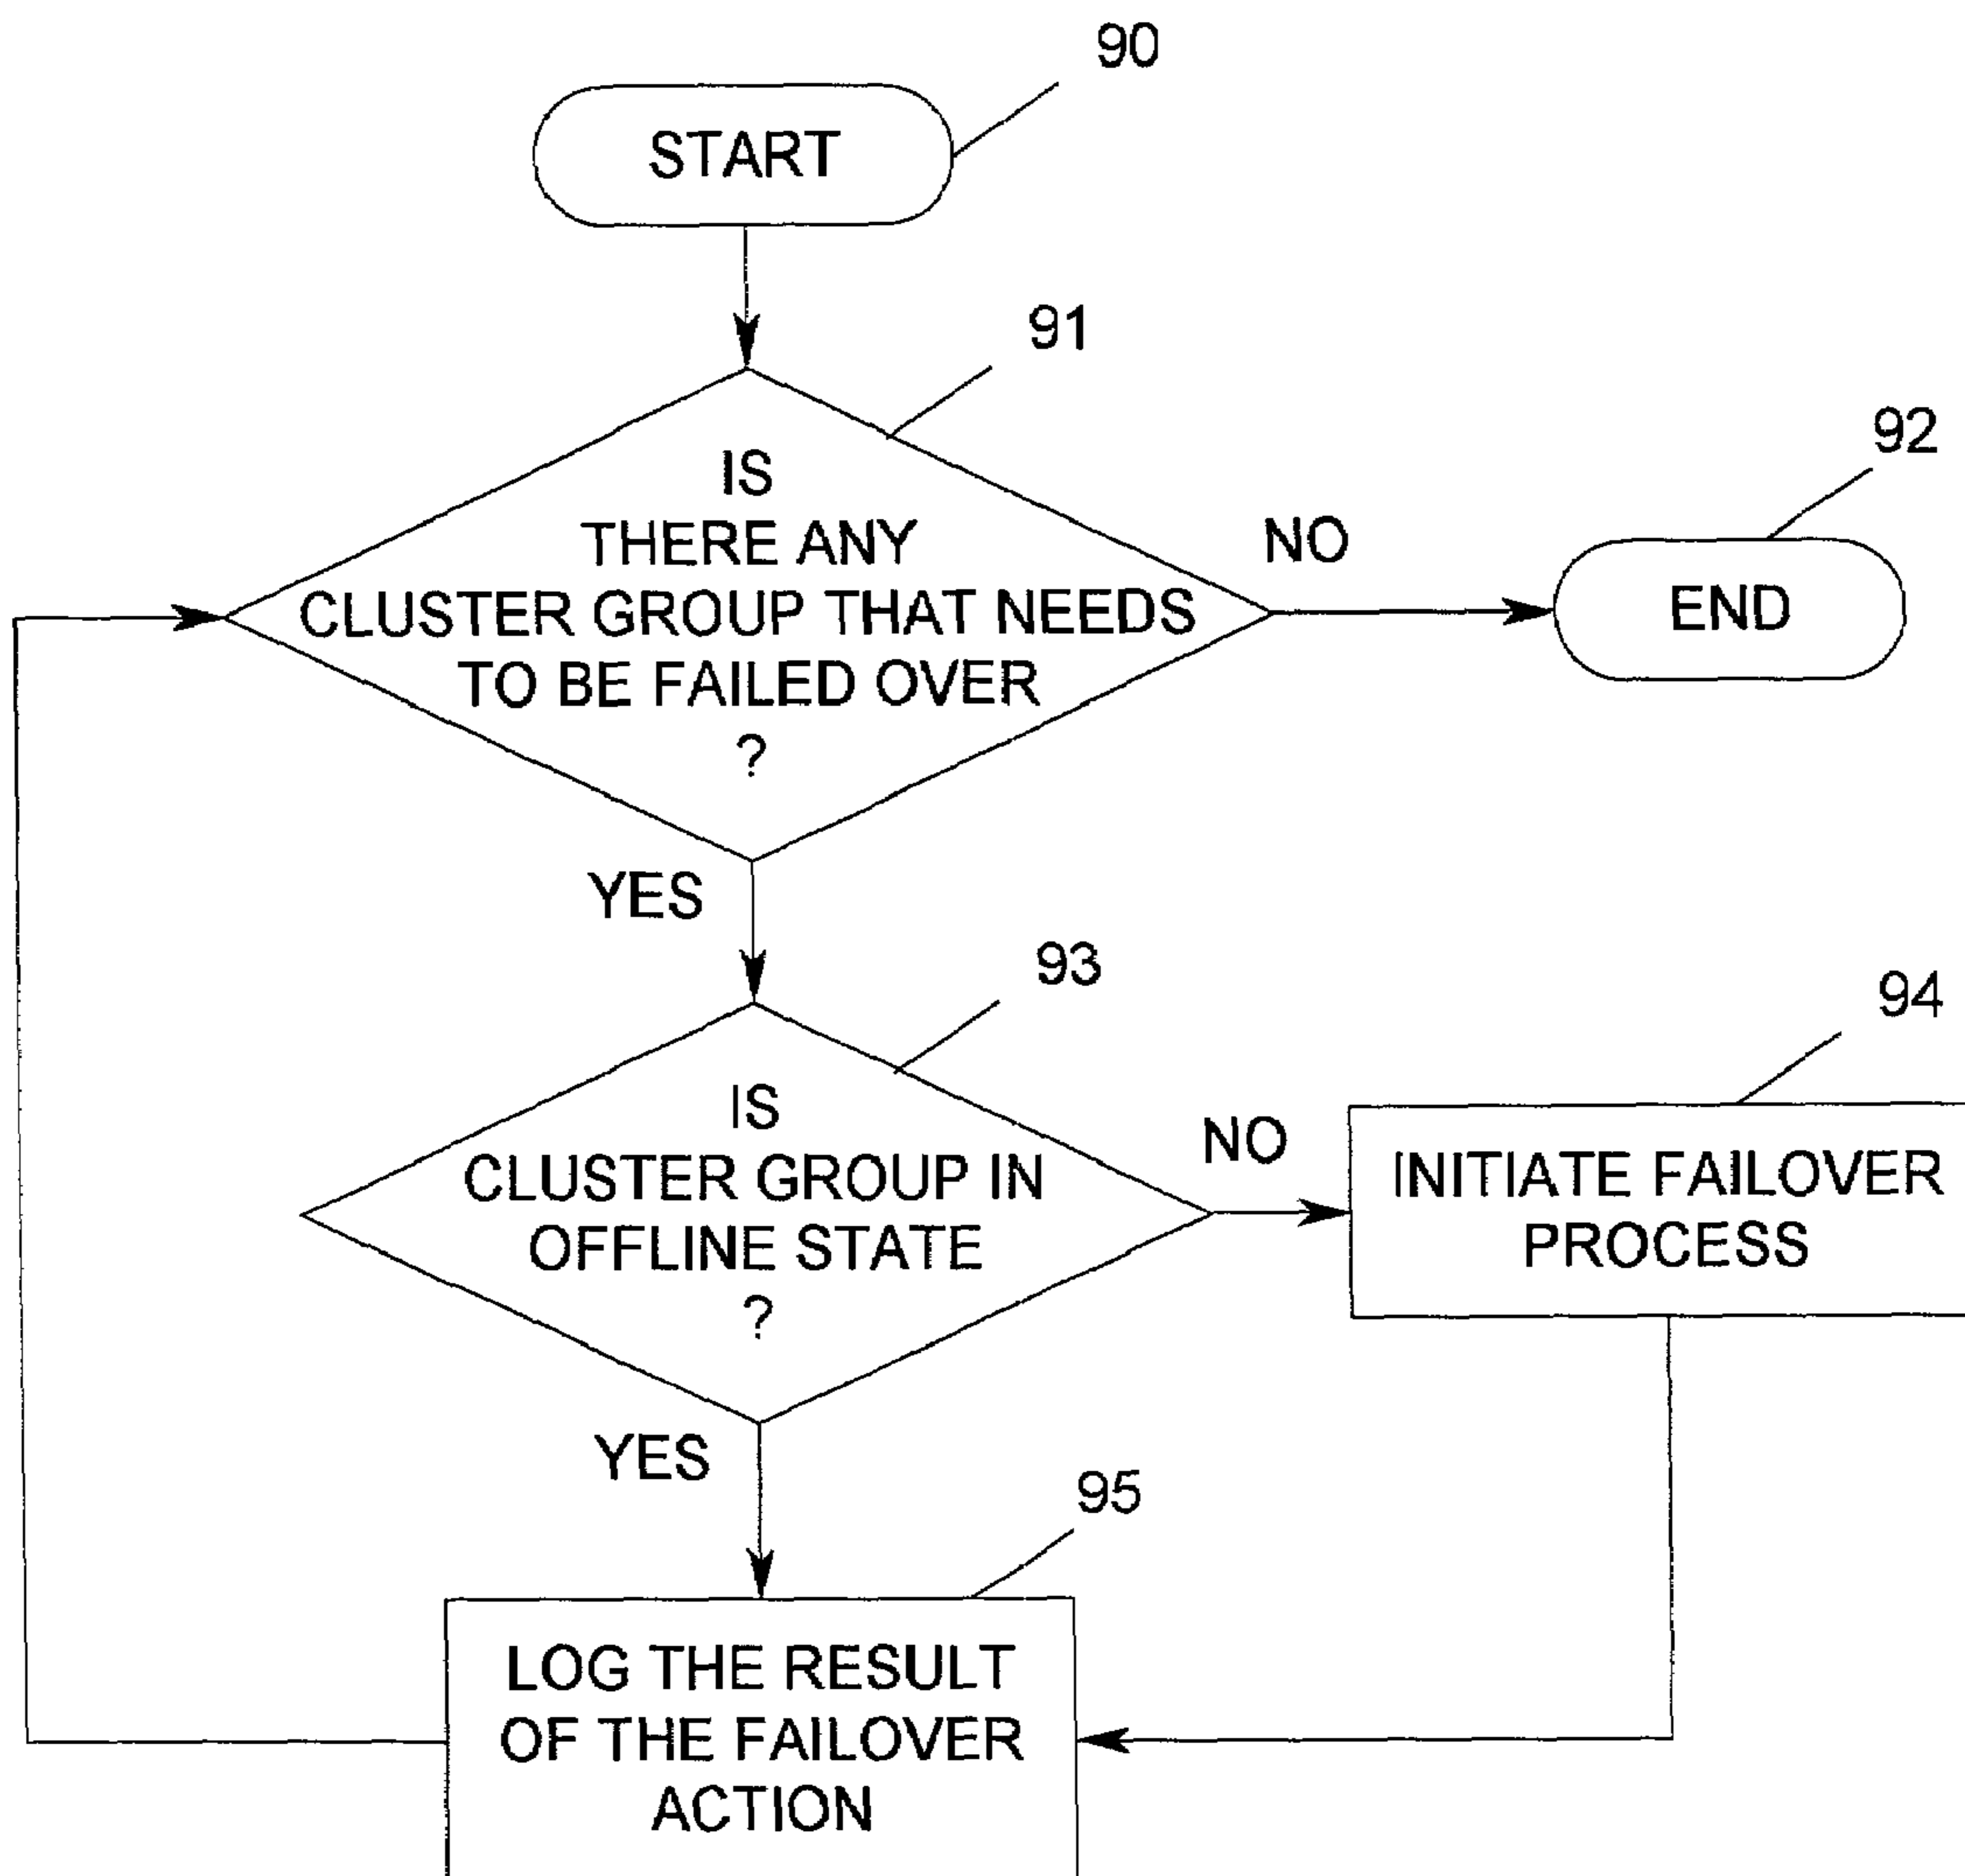 90
START
91
IS
THERE ANY
CLUSTER GROUP THAT NEEDS
TO BE FAILED OVER
?
NO
92
END
YES
93
IS
CLUSTER GROUP IN
OFFLINE STATE
?
NO
94
INITIATE FAILOVER
PROCESS
YES
95
LOG THE RESULT
OF THE FAILOVER
ACTION